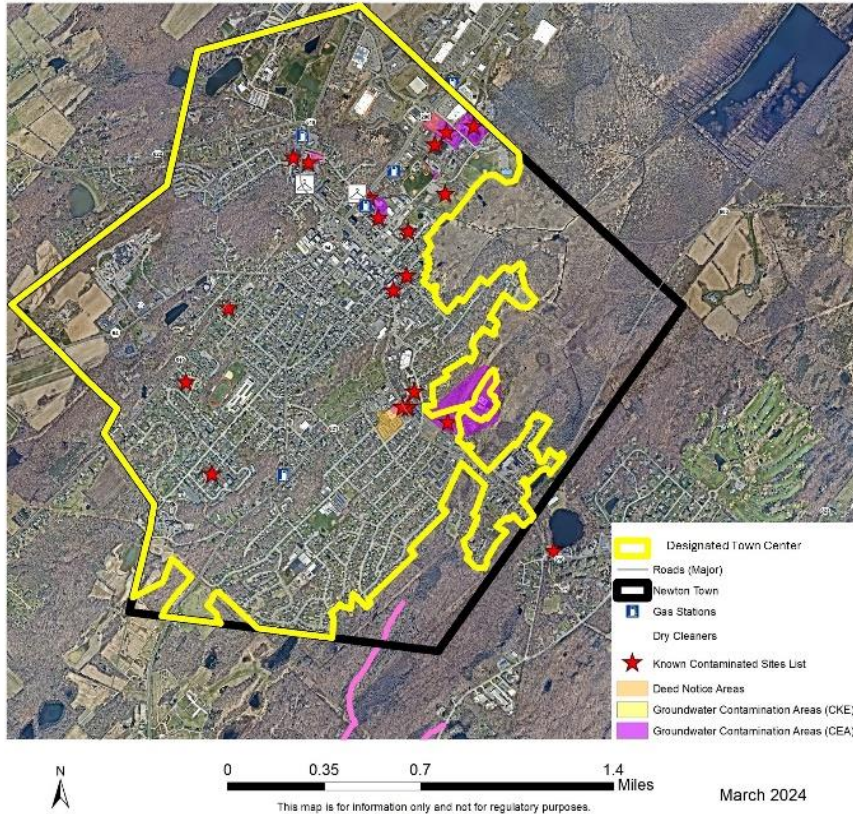 Designated Town Center
Roads (Major)
Newton Town
Gas Stations
Dry Cleaners
Known Contaminated Sites List
Deed Notice Areas
Groundwater Contamination Areas (CKE)
Groundwater Contamination Areas (CEA)
N
0 0.35 0.7 1.4
Miles
This map is for information only and not for regulatory purposes.
March 2024